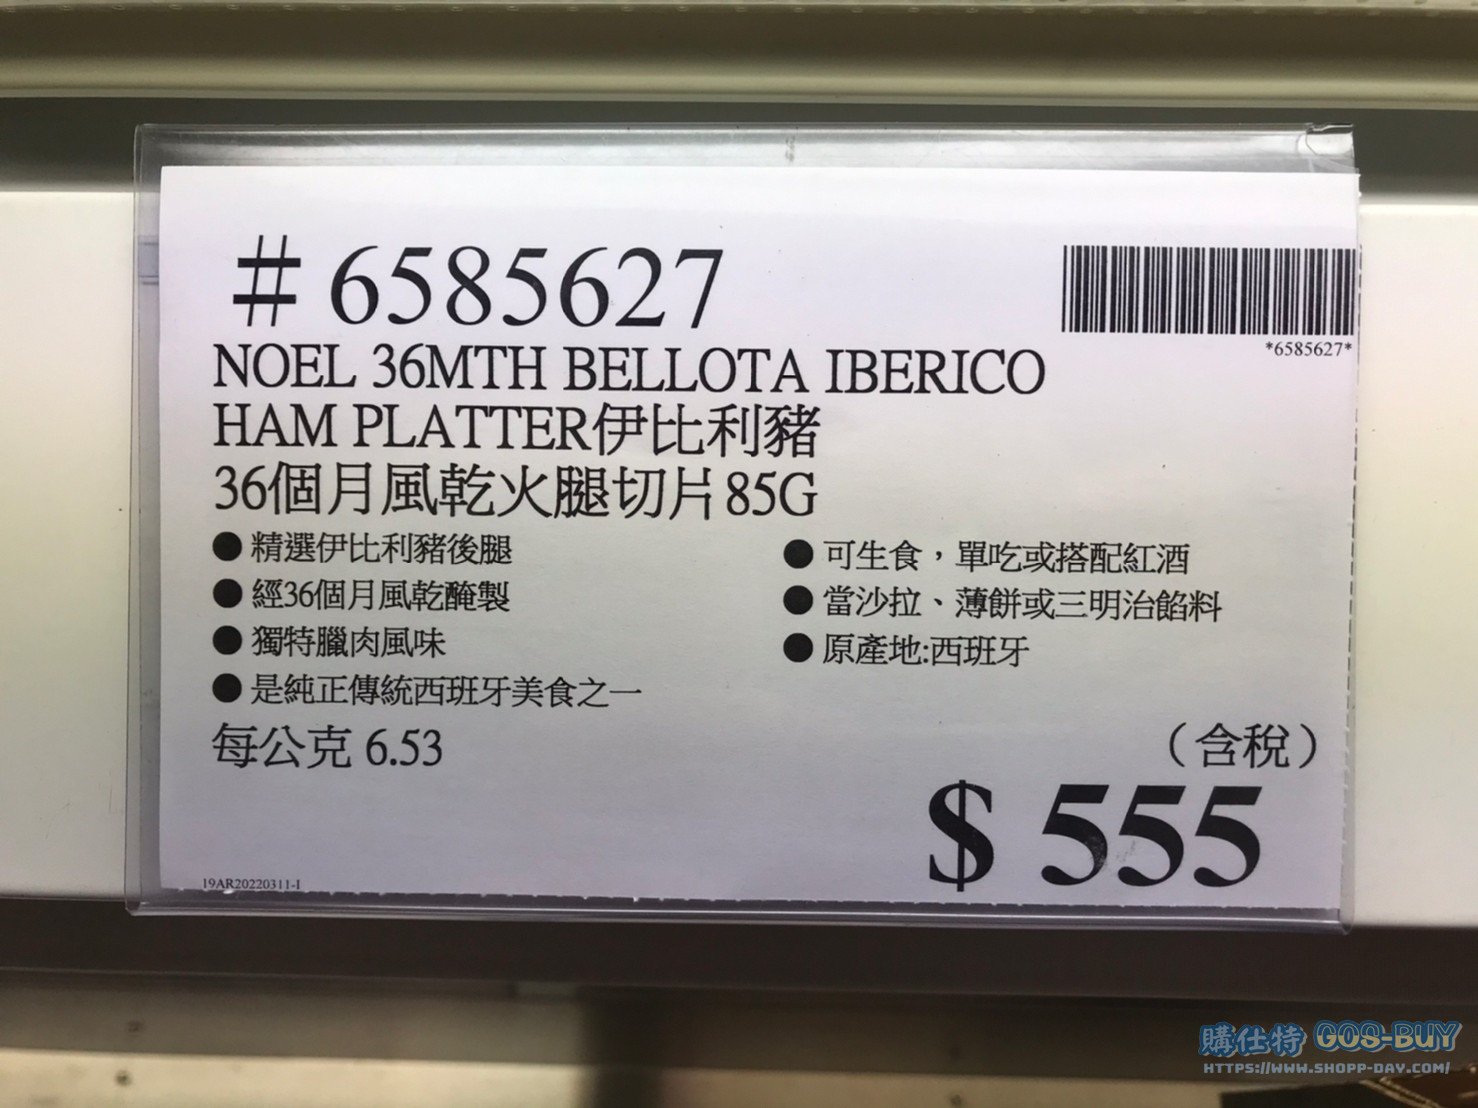 #6585627
*6585627*
NOEL 36MTH BELLOTA IBERICO
HAM PLATTER伊比利豬
36個月風乾火腿切片85G
●精選伊比利豬後腿
●經36個月風乾醃製
●獨特臘肉風味
●是純正傳統西班牙美食之一
●可生食，單吃或搭配紅酒
●當沙拉、薄餅或三明治餡料
●原產地:西班牙
每公克 6.53
（含稅）
$ 555
19AR20220311-1
購仕特 GOS-BUY
HTTPS://WWW.SHOPP-DAY.COM/